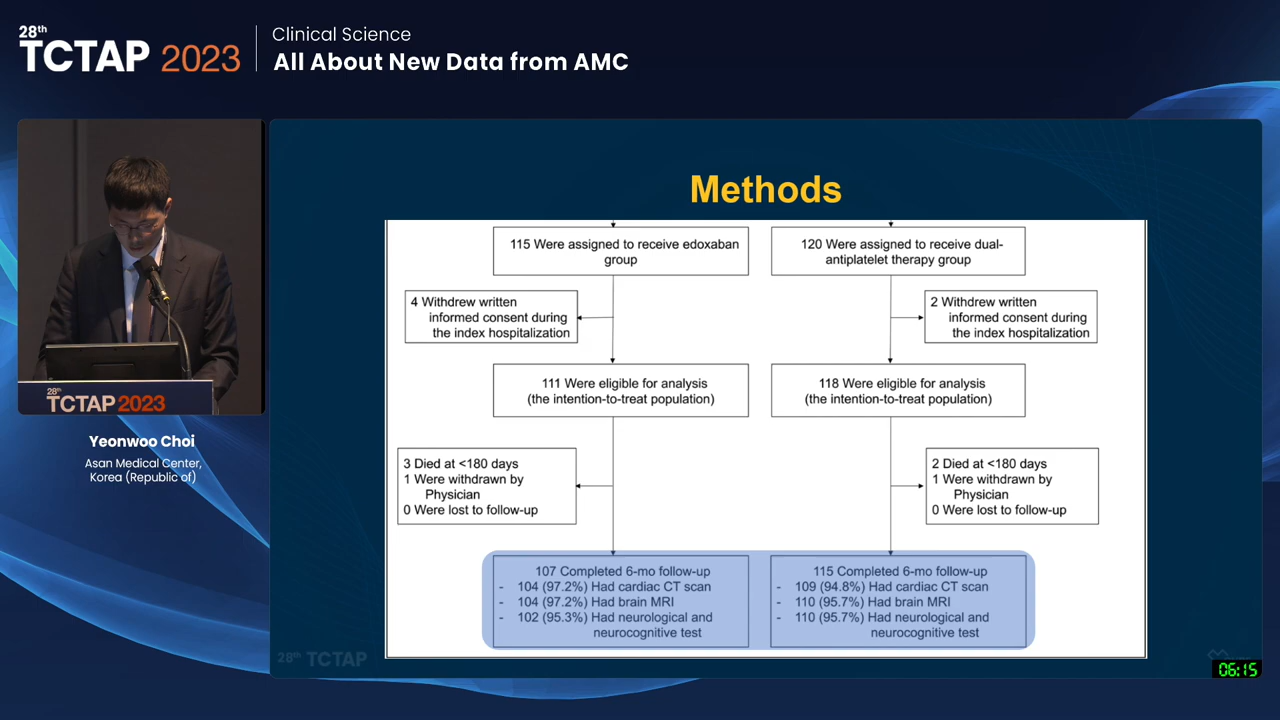 28th
TCTAP 2023
Clinical Science
All About New Data from AMC
28th
TCTAP 2023
Yeonwoo Choi
Asan Medical Center,
Korea (Republic of)
Methods
115 Were assigned to receive edoxaban
group
120 Were assigned to receive dual-
antiplatelet therapy group
4 Withdrew written
informed consent during
the index hospitalization
2 Withdrew written
informed consent during
the index hospitalization
111 Were eligible for analysis
(the intention-to-treat population)
118 Were eligible for analysis
(the intention-to-treat population)
3 Died at <180 days
1 Were withdrawn by
Physician
0 Were lost to follow-up
2 Died at <180 days
1 Were withdrawn by
Physician
0 Were lost to follow-up
107 Completed 6-mo follow-up
- 104 (97.2%) Had cardiac CT scan
- 104 (97.2%) Had brain MRI
- 102 (95.3%) Had neurological and
neurocognitive test
115 Completed 6-mo follow-up
- 109 (94.8%) Had cardiac CT scan
- 110 (95.7%) Had brain MRI
- 110 (95.7%) Had neurological and
neurocognitive test
28th TCTAP
06:15